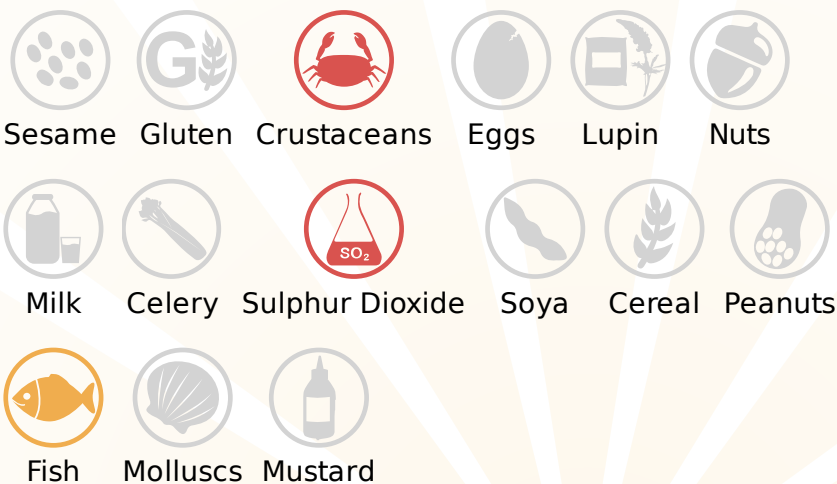 G
Sesame Gluten Crustaceans Eggs Lupin Nuts
SO₂
Milk Celery Sulphur Dioxide Soya Cereal Peanuts
Fish Molluscs Mustard